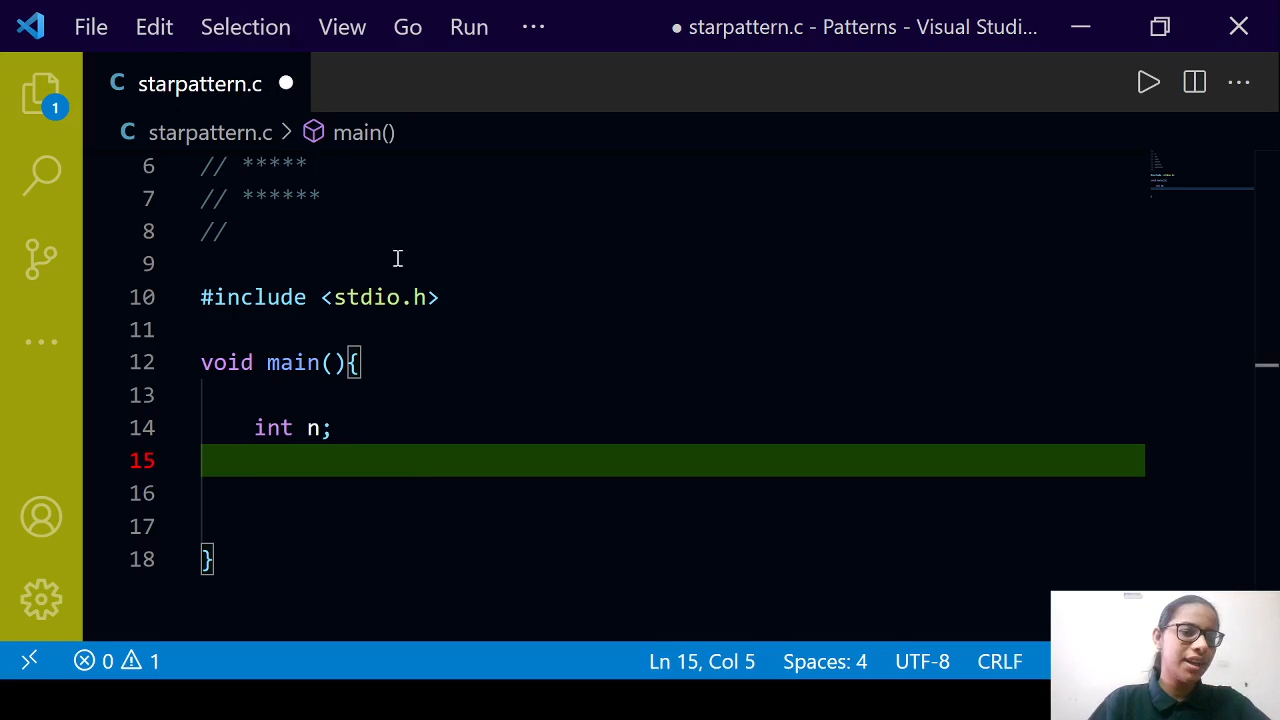 File Edit Selection View Go Run ··· ● starpattern.c - Patterns - Visual Studi...
C starpattern.c ●
C starpattern.c > main()
6 // *****
7 // ******
8 //
9
10 #include <stdio.h>
11
12 void main(){
13
14 int n;
15
16
17
18 }
1
0 1 Ln 15, Col 5 Spaces: 4 UTF-8 CRLF